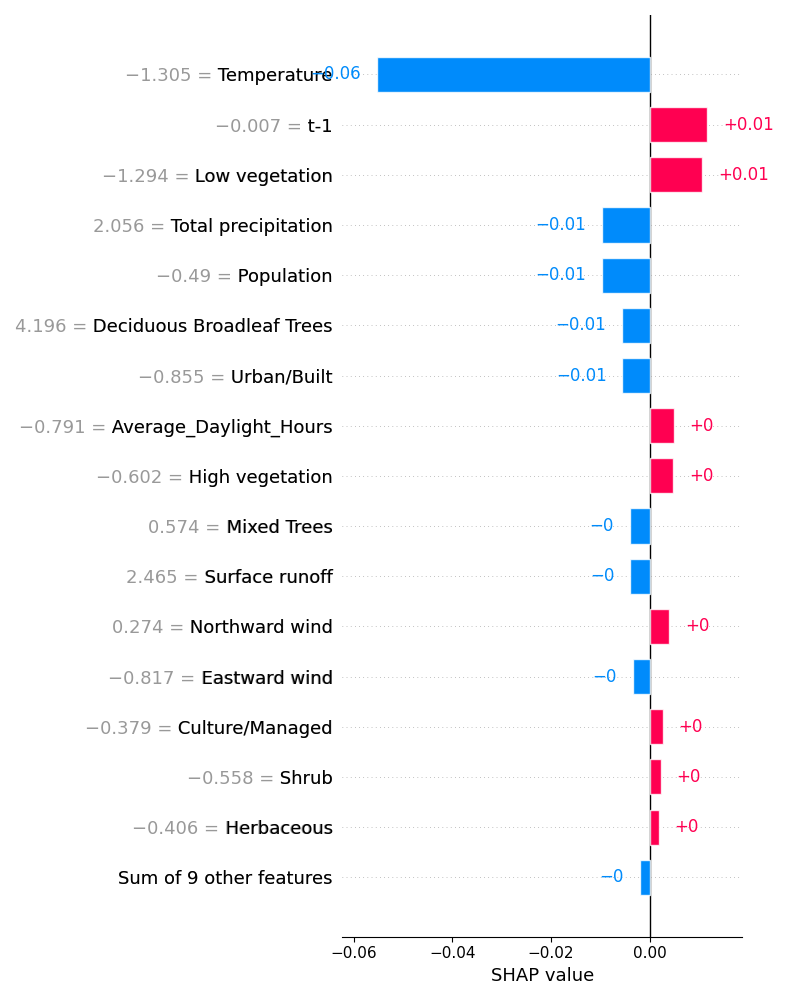 −1.305 = Temperature −0.06
−0.007 = t-1 +0.01
−1.294 = Low vegetation +0.01
2.056 = Total precipitation −0.01
−0.49 = Population −0.01
4.196 = Deciduous Broadleaf Trees −0.01
−0.855 = Urban/Built −0.01
−0.791 = Average_Daylight_Hours +0
−0.602 = High vegetation +0
0.574 = Mixed Trees −0
2.465 = Surface runoff −0
0.274 = Northward wind +0
−0.817 = Eastward wind −0
−0.379 = Culture/Managed +0
−0.558 = Shrub +0
−0.406 = Herbaceous +0
Sum of 9 other features −0
−0.06 −0.04 −0.02 0.00
SHAP value